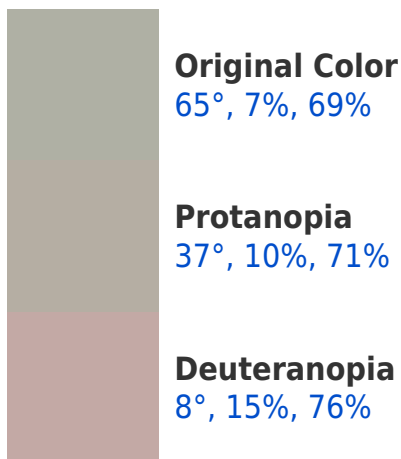 Original Color
65°, 7%, 69%
Protanopia
37°, 10%, 71%
Deuteranopia
8°, 15%, 76%